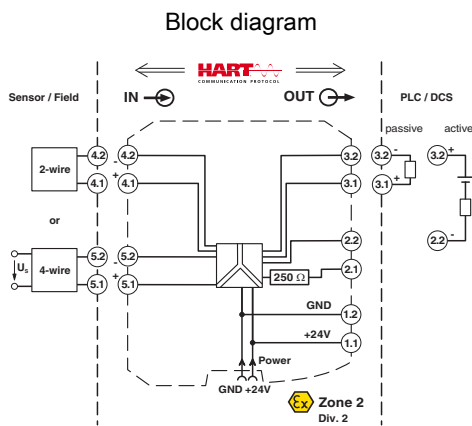 Block diagram
HART
COMMUNICATION PROTOCOL
Sensor / Field
IN
OUT
PLC / DCS
passive
active
2-wire
4.2
4.1
4.2 -
4.1 +
3.2
3.1
3.2 -
3.1 +
3.2 +
2.2 -
or
Us
4-wire
5.2
5.1
5.2 -
5.1 +
2.2
250 Ω
2.1
GND
1.2
+24V
1.1
Power
GND +24V
Ex
Zone 2
Div. 2